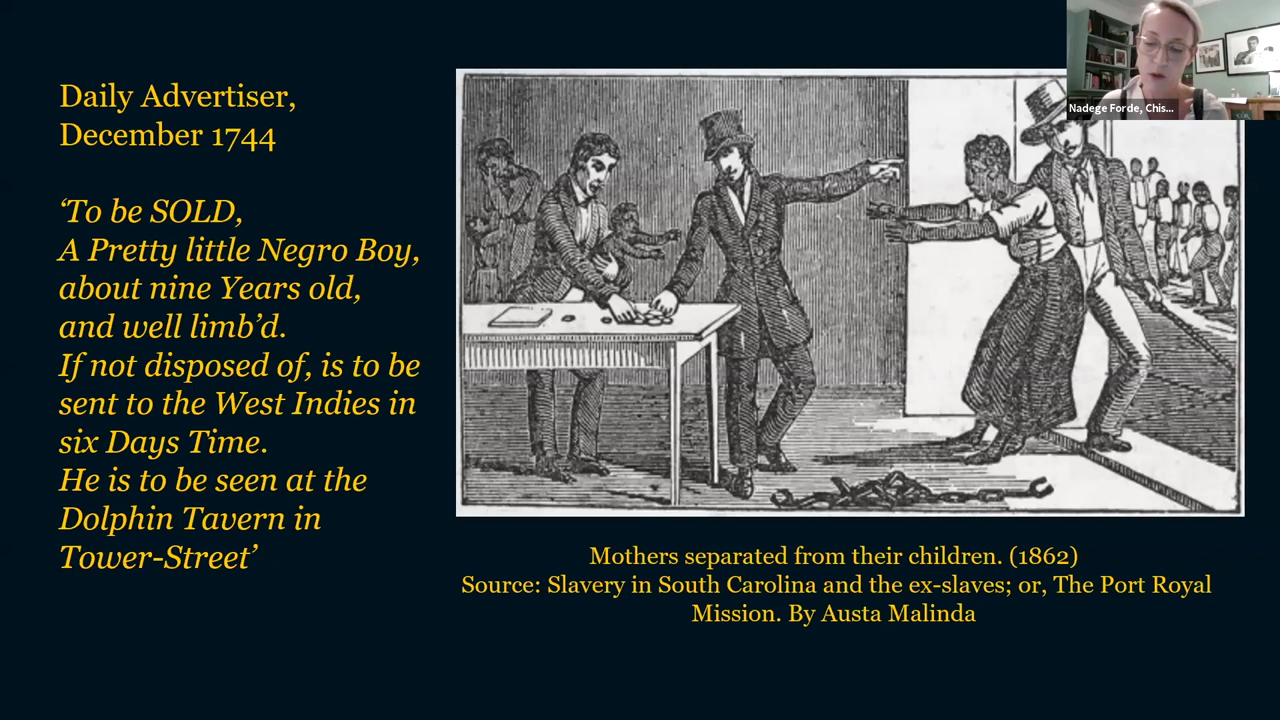 Daily Advertiser,
December 1744
‘To be SOLD,
A Pretty little Negro Boy,
about nine Years old,
and well limb’d.
If not disposed of, is to be
sent to the West Indies in
six Days Time.
He is to be seen at the
Dolphin Tavern in
Tower-Street’
Nadege Forde, Chis...
Mothers separated from their children. (1862)
Source: Slavery in South Carolina and the ex-slaves; or, The Port Royal
Mission. By Austa Malinda